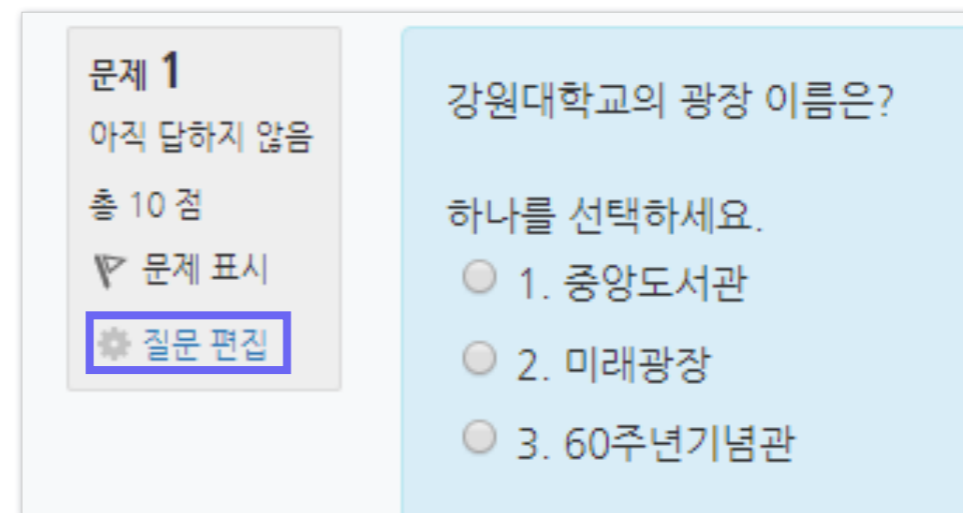 문제 1
아직 답하지 않음
총 10 점
문제 표시
질문 편집
강원대학교의 광장 이름은?
하나를 선택하세요.
1. 중앙도서관
2. 미래광장
3. 60주년기념관